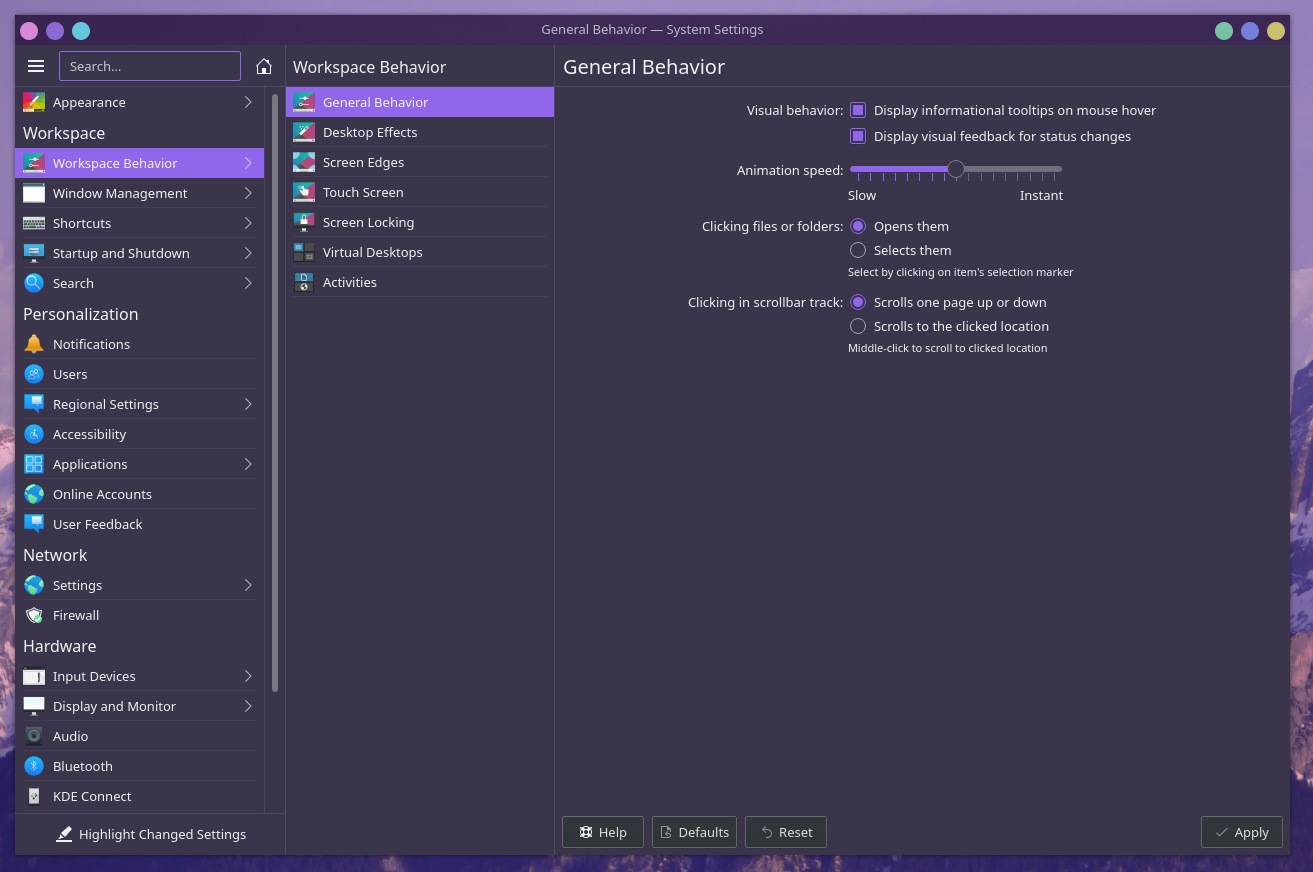 General Behavior — System Settings
Search...
Appearance
Workspace
Workspace Behavior
Window Management
Shortcuts
Startup and Shutdown
Search
Personalization
Notifications
Users
Regional Settings
Accessibility
Applications
Online Accounts
User Feedback
Network
Settings
Firewall
Hardware
Input Devices
Display and Monitor
Audio
Bluetooth
KDE Connect
Highlight Changed Settings
Workspace Behavior
General Behavior
Desktop Effects
Screen Edges
Touch Screen
Screen Locking
Virtual Desktops
Activities
General Behavior
Visual behavior: Display informational tooltips on mouse hover
Display visual feedback for status changes
Animation speed:
Slow Instant
Clicking files or folders: Opens them
Selects them
Select by clicking on item's selection marker
Clicking in scrollbar track: Scrolls one page up or down
Scrolls to the clicked location
Middle-click to scroll to clicked location
Help Defaults Reset Apply